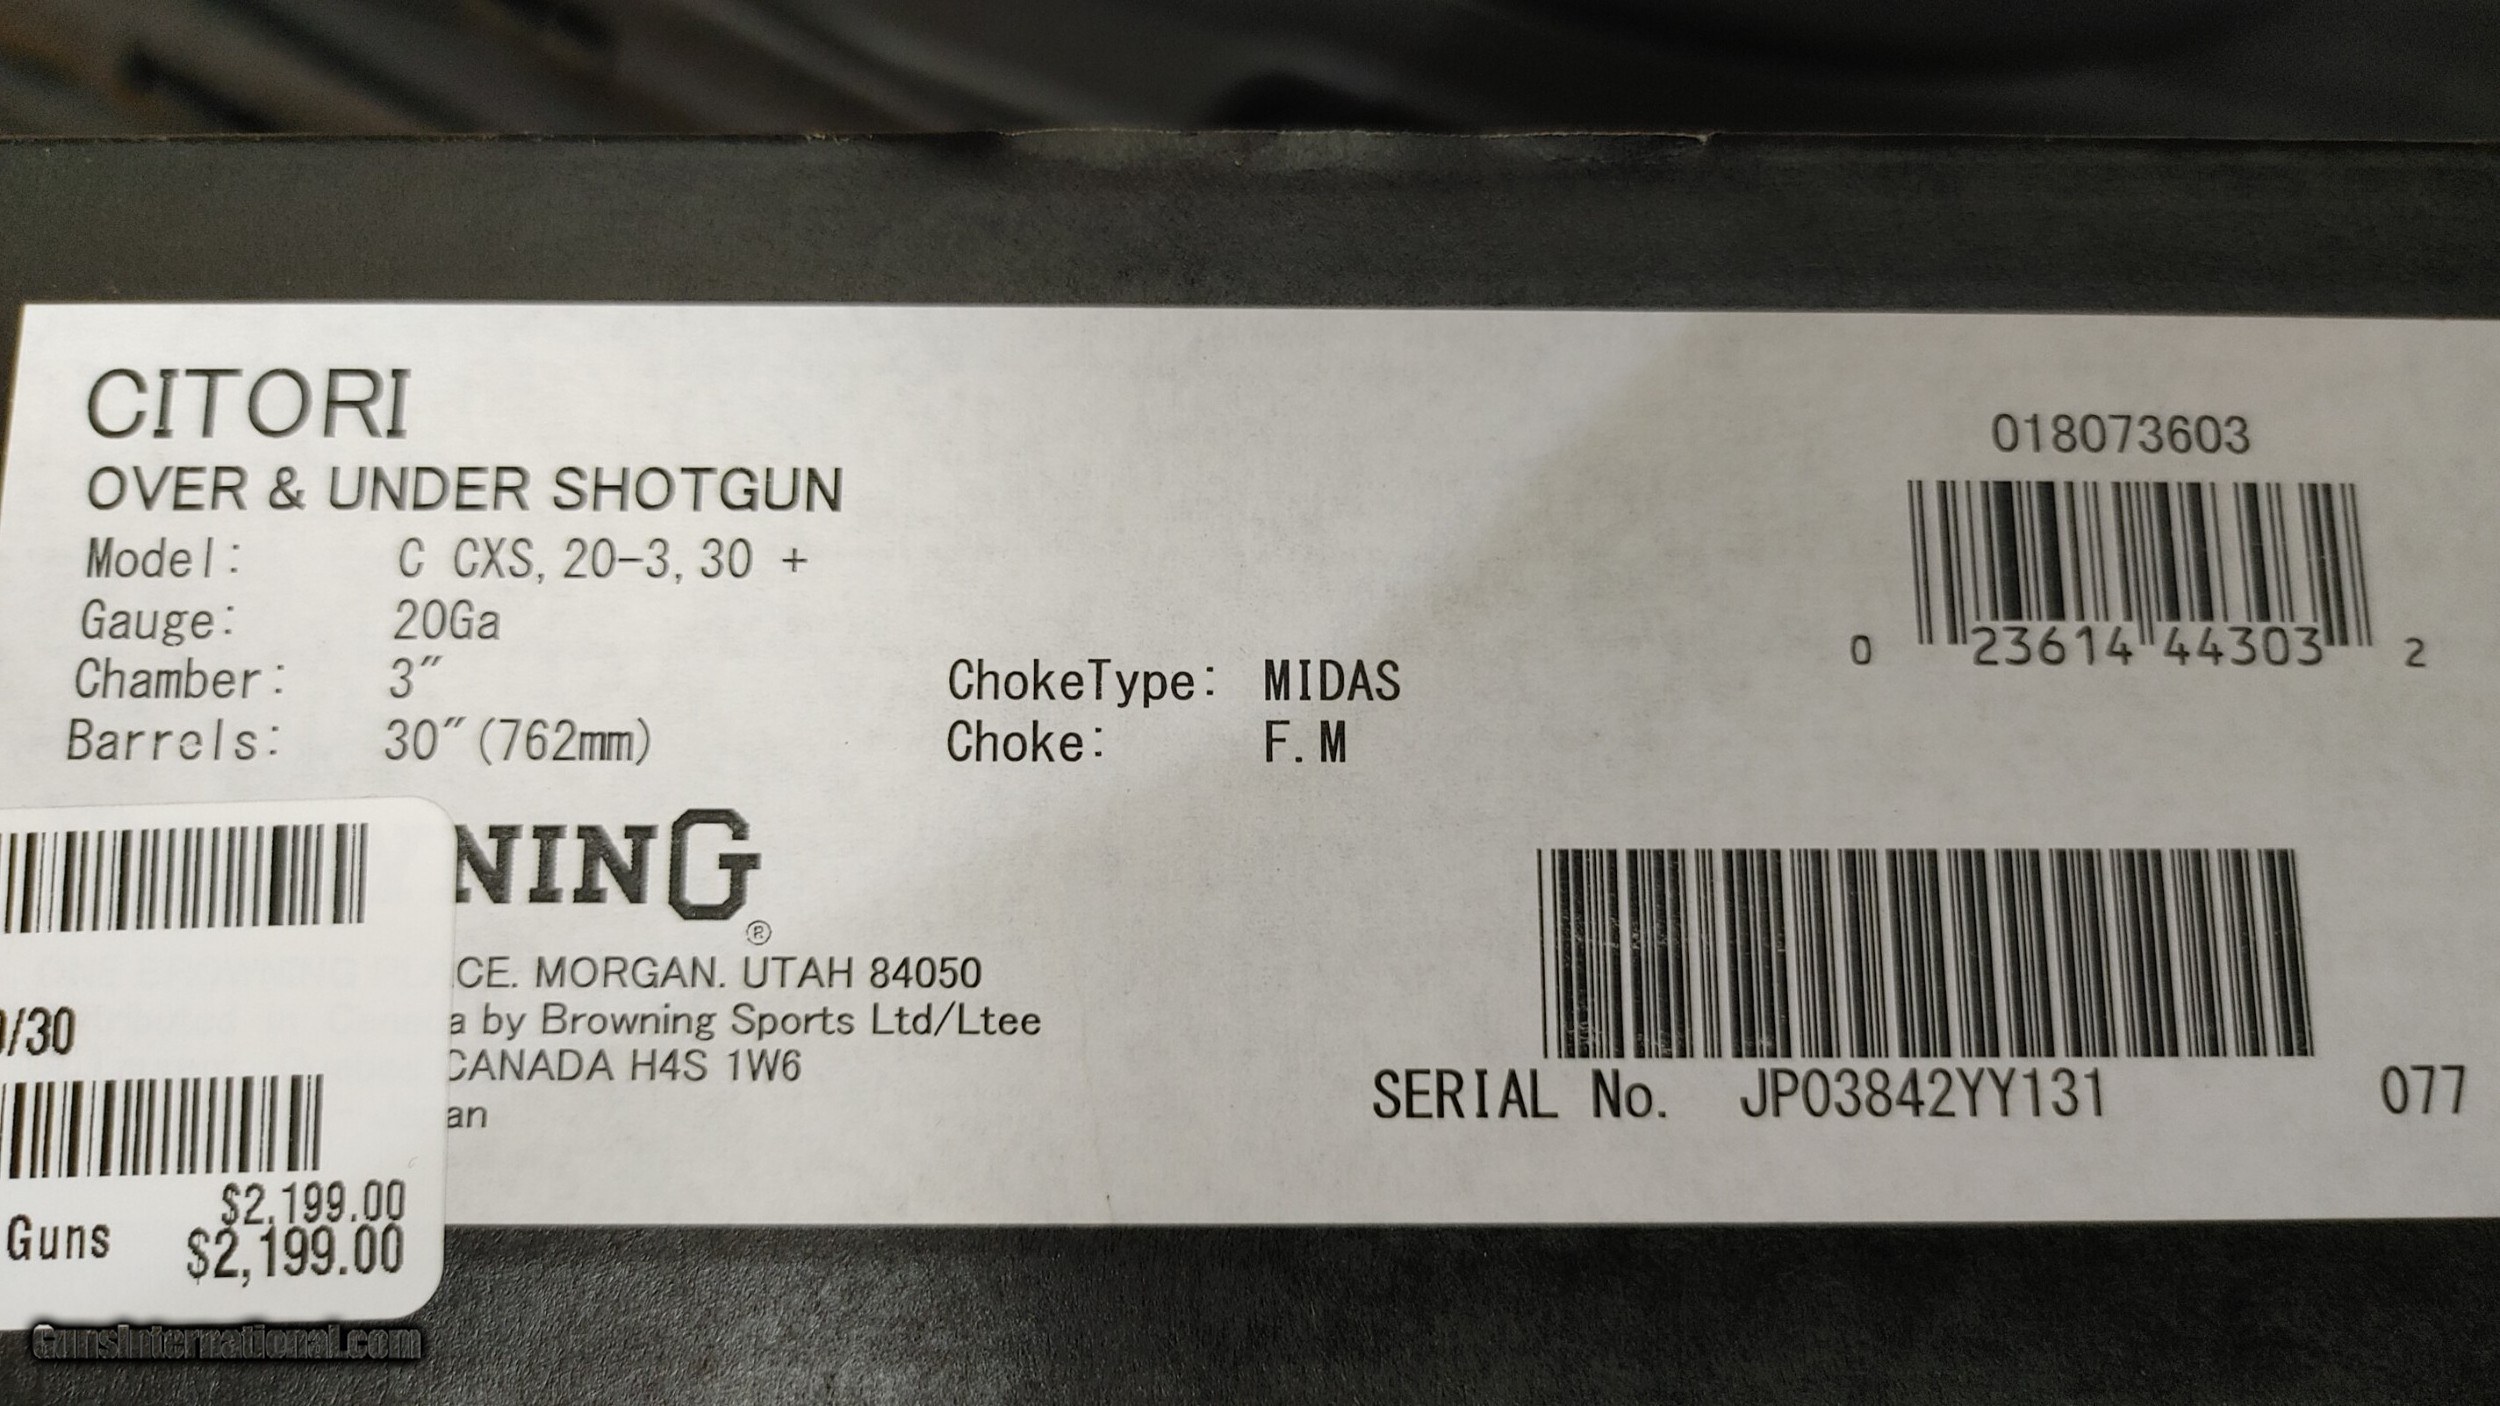 CITORI
OVER & UNDER SHOTGUN
Model: C CXS, 20-3, 30 +
Gauge: 20Ga
Chamber: 3″
Barrels: 30″(762mm)
ChokeType: MIDAS
Choke: F.M
018073603
0 23614 44303 2
NING
®
CE. MORGAN. UTAH 84050
a by Browning Sports Ltd/Ltee
CANADA H4S 1W6
an
SERIAL No. JP03842YY131 077
/30
$2,199.00
Guns $2,199.00
GunsInternational.com